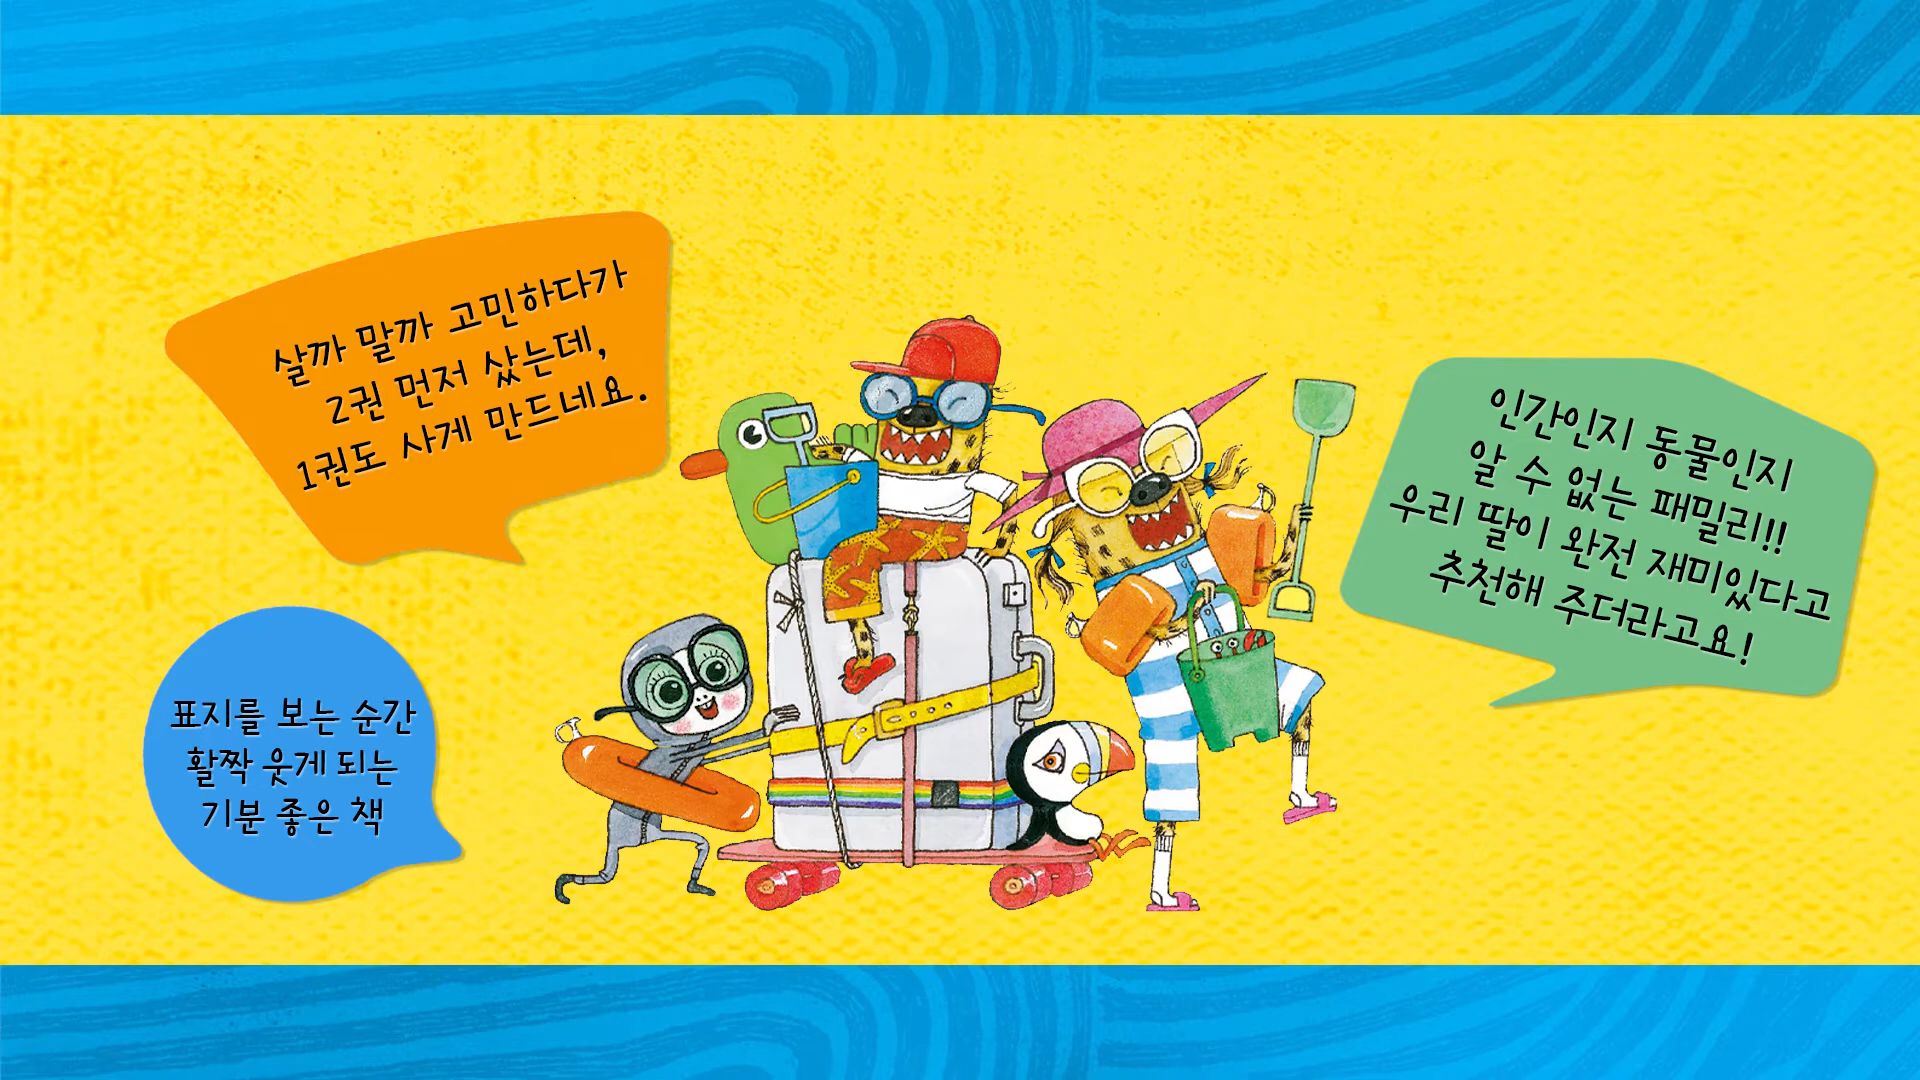 살까 말까 고민하다가
2권 먼저 샀는데,
1권도 사게 만드네요.
인간인지 동물인지
알 수 없는 패밀리!!
우리 딸이 완전 재미있다고
추천해 주더라고요!
표지를 보는 순간
활짝 웃게 되는
기분 좋은 책